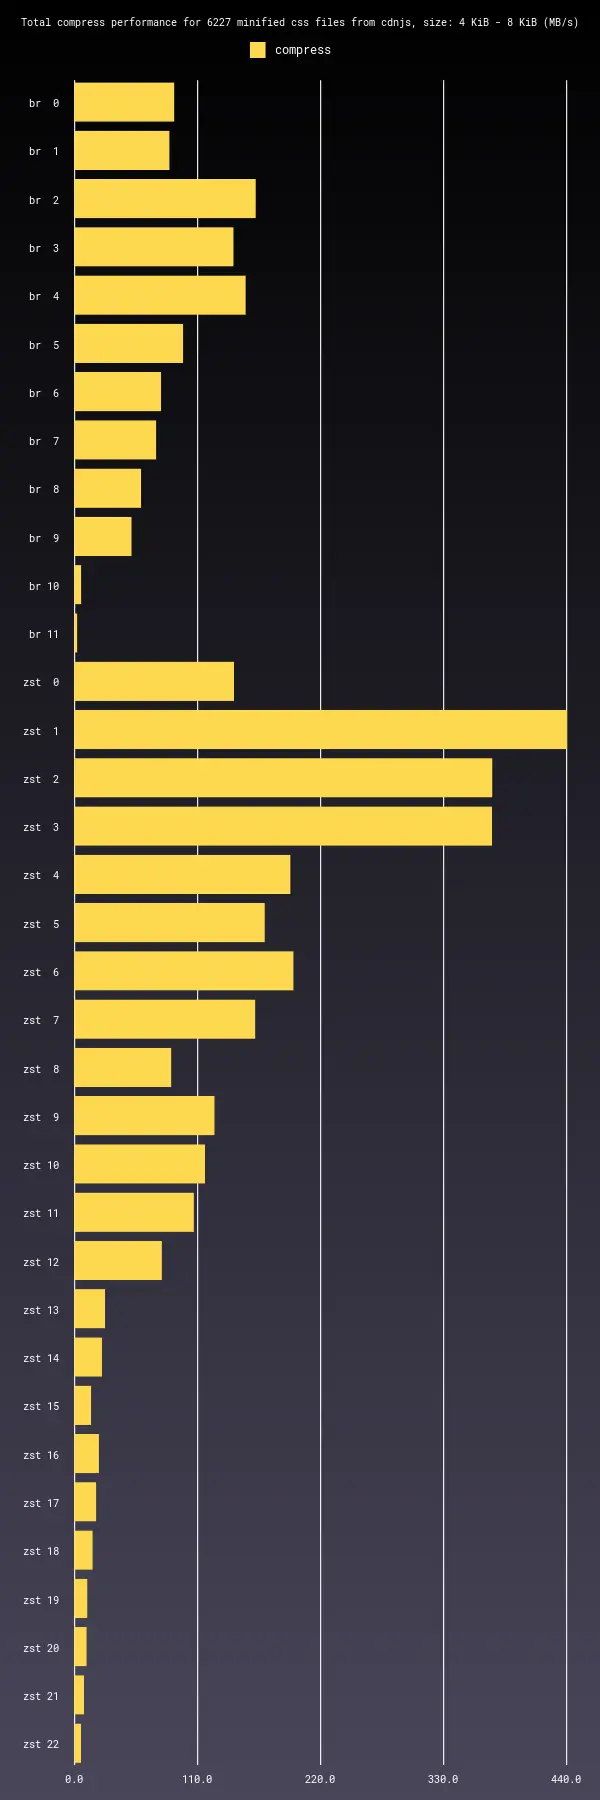 Total compress performance for 6227 minified css files from cdnjs, size: 4 KiB - 8 KiB (MB/s)
compress
br 0
br 1
br 2
br 3
br 4
br 5
br 6
br 7
br 8
br 9
br 10
br 11
zst 0
zst 1
zst 2
zst 3
zst 4
zst 5
zst 6
zst 7
zst 8
zst 9
zst 10
zst 11
zst 12
zst 13
zst 14
zst 15
zst 16
zst 17
zst 18
zst 19
zst 20
zst 21
zst 22
0.0 110.0 220.0 330.0 440.0